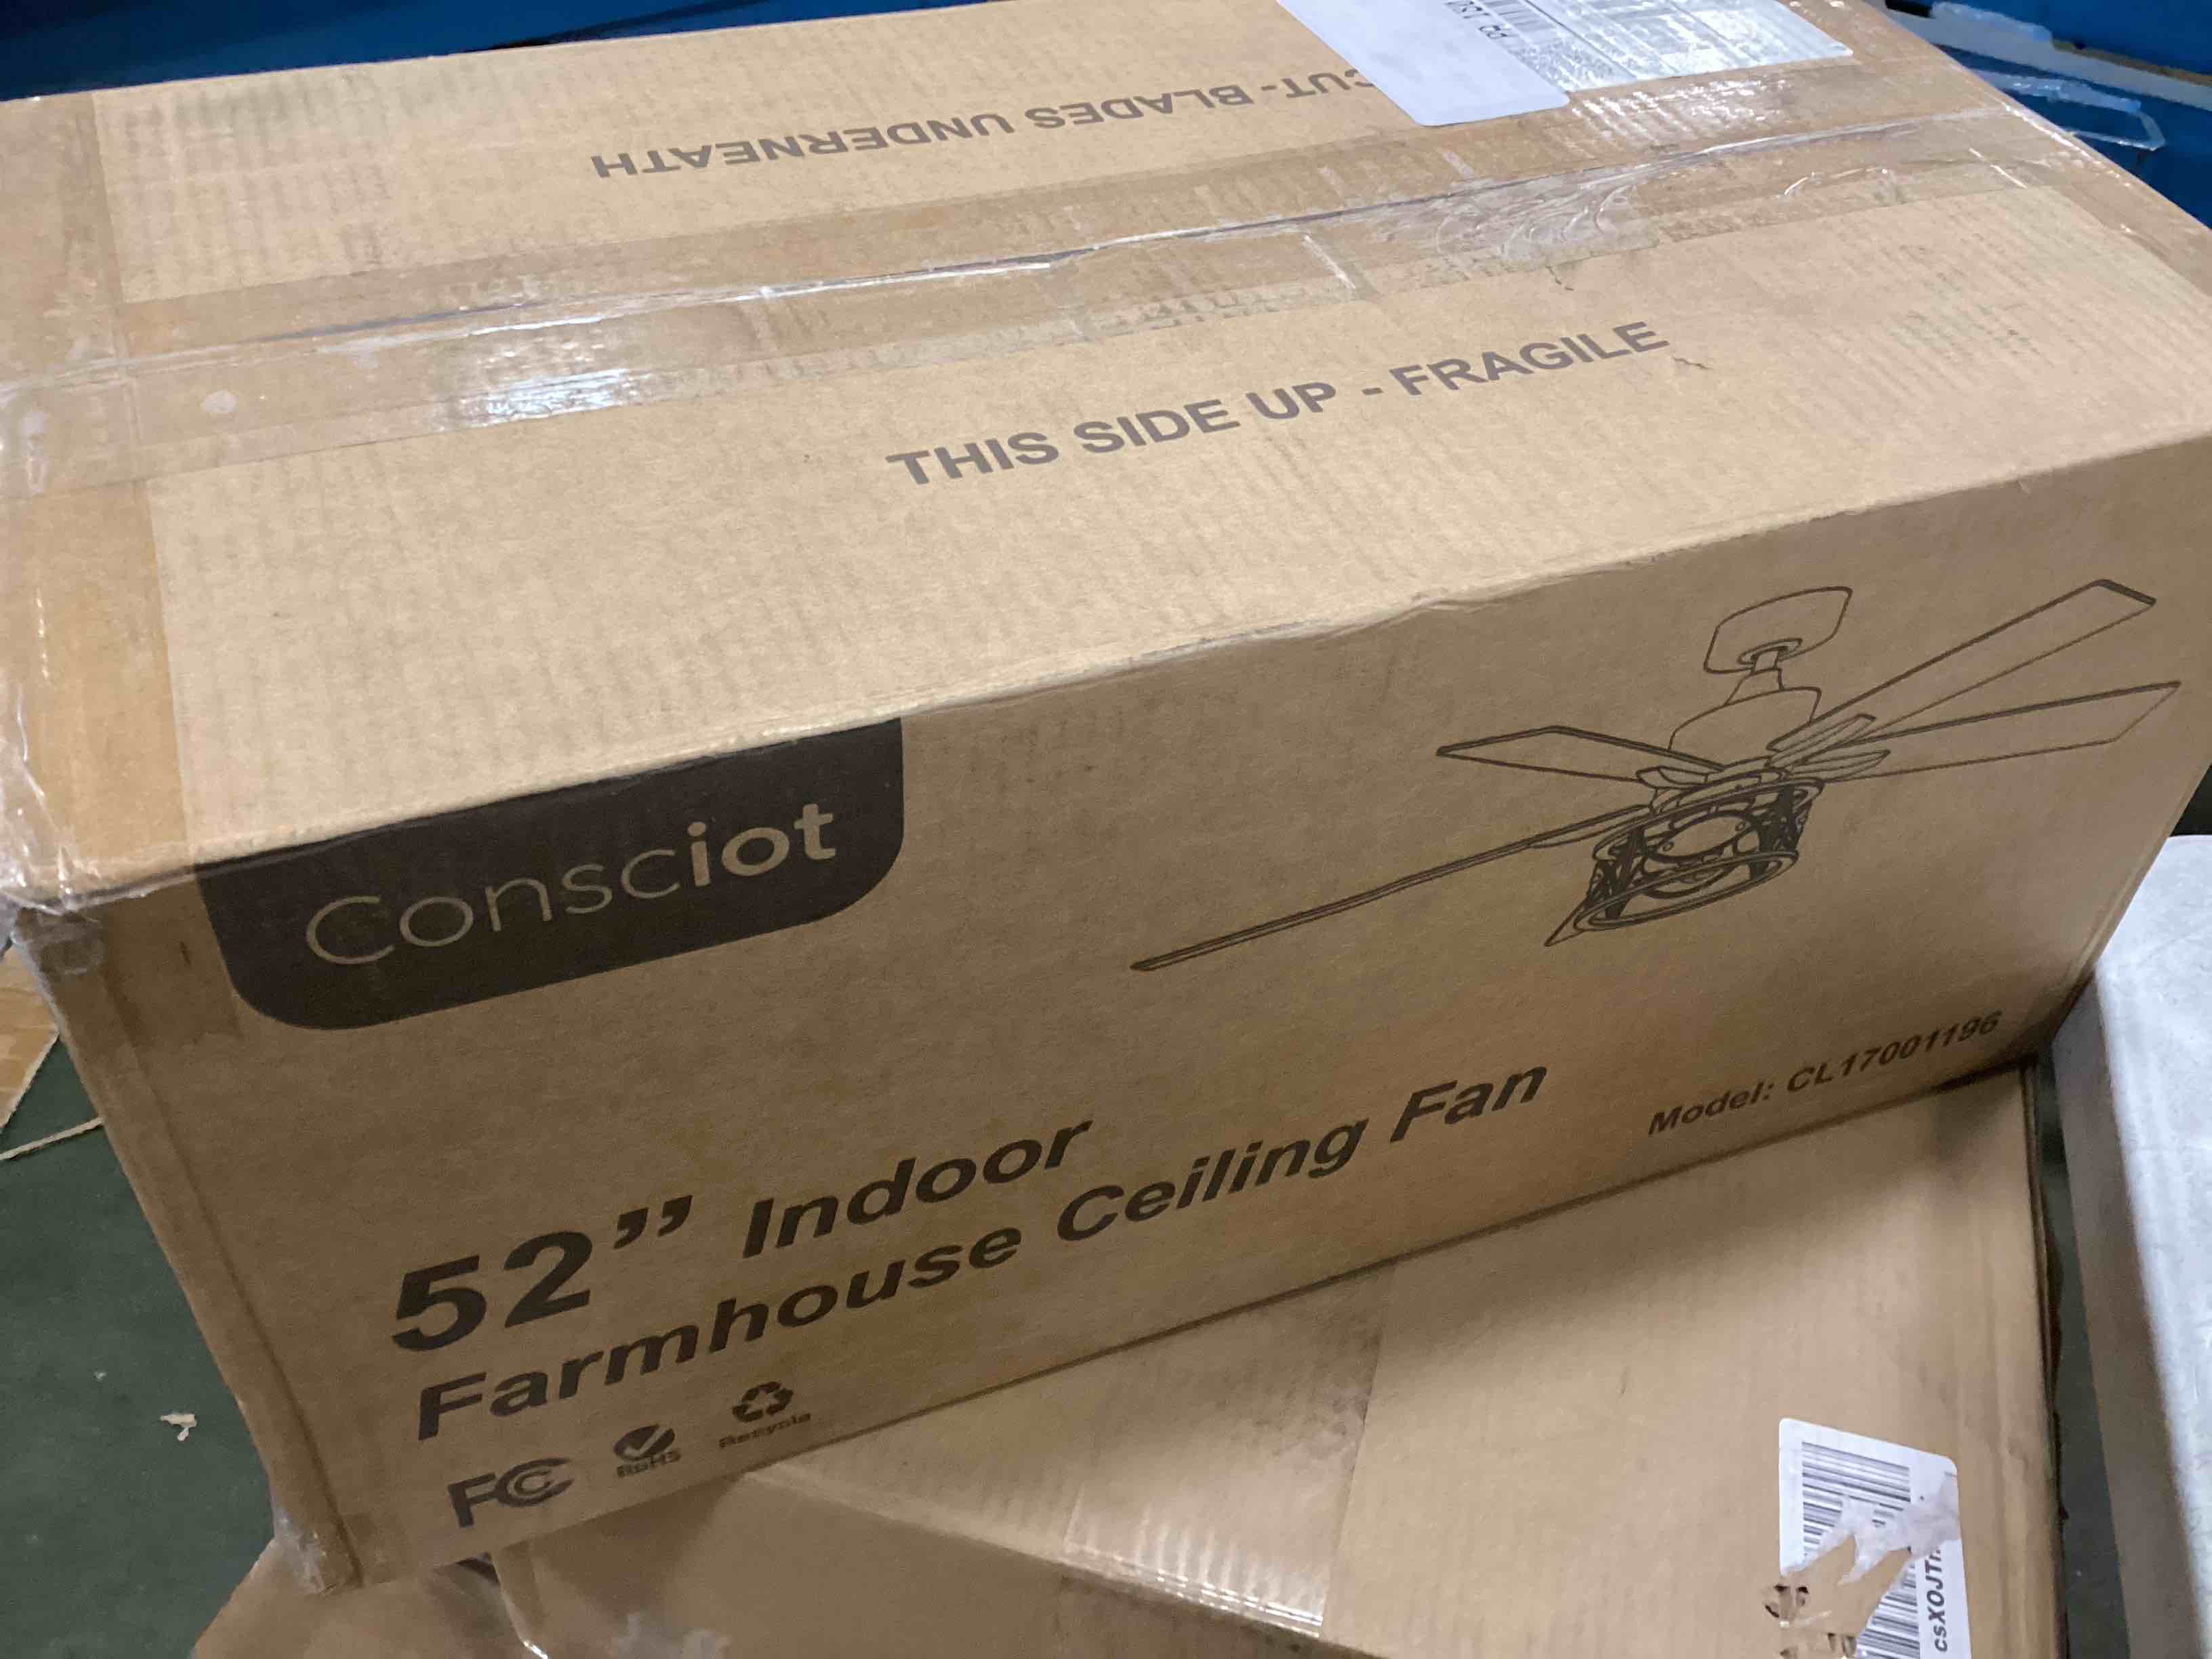 CUT - BLADES UNDERNEATH
THIS SIDE UP - FRAGILE
Consciot
52” Indoor
Farmhouse Ceiling Fan
Model: CL17001196
FC
RoHS
Recycle